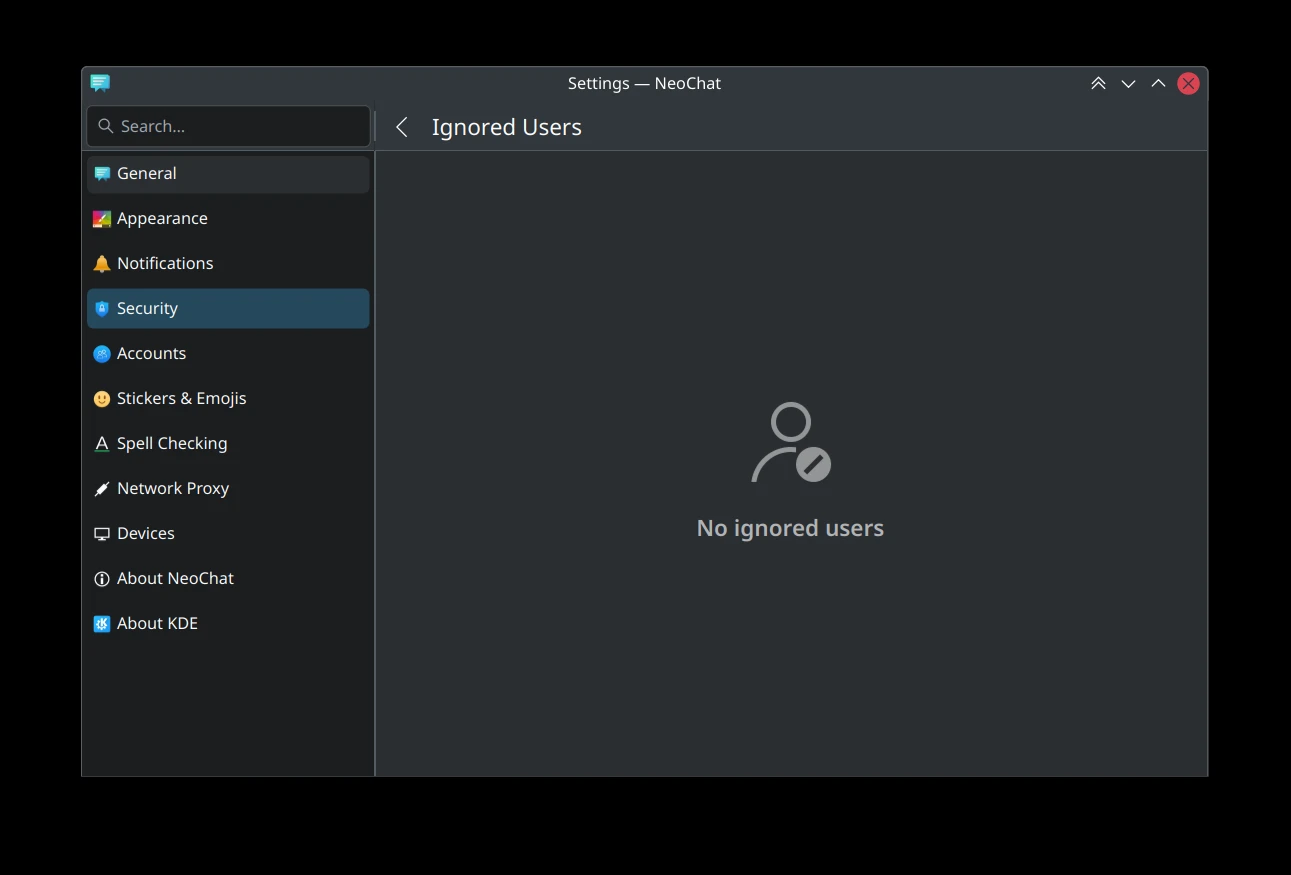 Settings — NeoChat
Search...
Ignored Users
General
Appearance
Notifications
Security
Accounts
Stickers & Emojis
Spell Checking
Network Proxy
Devices
About NeoChat
About KDE
No ignored users